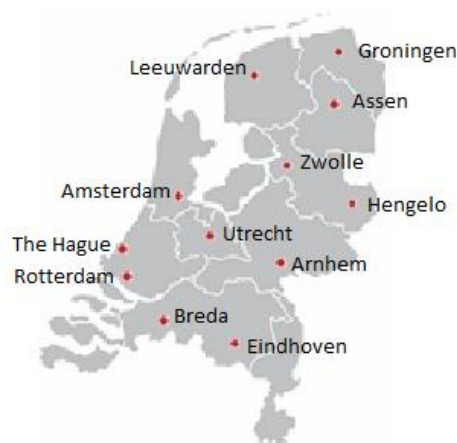 Groningen
Leeuwarden
Assen
Zwolle
Amsterdam
Hengelo
Utrecht
The Hague
Arnhem
Rotterdam
Breda
Eindhoven